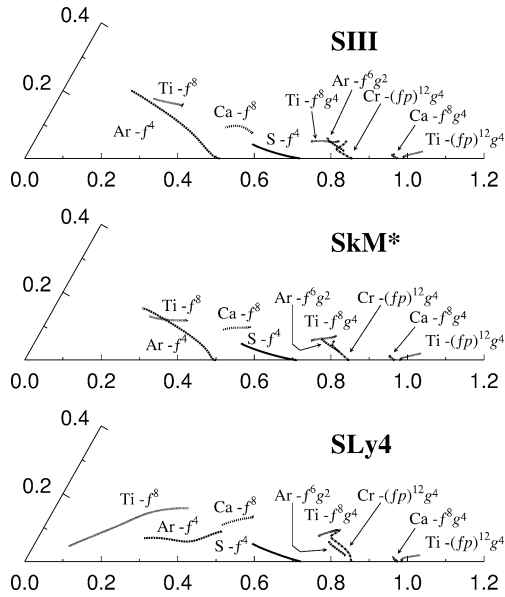 0.4
SIII
0.2
Ti -f⁸
Ar -f⁴
Ca -f⁸
S -f⁴
Ti -f⁸g⁴
Ar -f⁶g²
Cr -(fp)¹²g⁴
Ca -f⁸g⁴
Ti -(fp)¹²g⁴
0.0 0.2 0.4 0.6 0.8 1.0 1.2
0.4
SkM*
0.2
Ti -f⁸
Ar -f⁴
Ca -f⁸
S -f⁴
Ar -f⁶g²
Ti -f⁸g⁴
Cr -(fp)¹²g⁴
Ca -f⁸g⁴
Ti -(fp)¹²g⁴
0.0 0.2 0.4 0.6 0.8 1.0 1.2
0.4
SLy4
0.2
Ti -f⁸
Ar -f⁴
Ca -f⁸
S -f⁴
Ar -f⁶g²
Ti -f⁸g⁴
Cr -(fp)¹²g⁴
Ca -f⁸g⁴
Ti -(fp)¹²g⁴
0.0 0.2 0.4 0.6 0.8 1.0 1.2